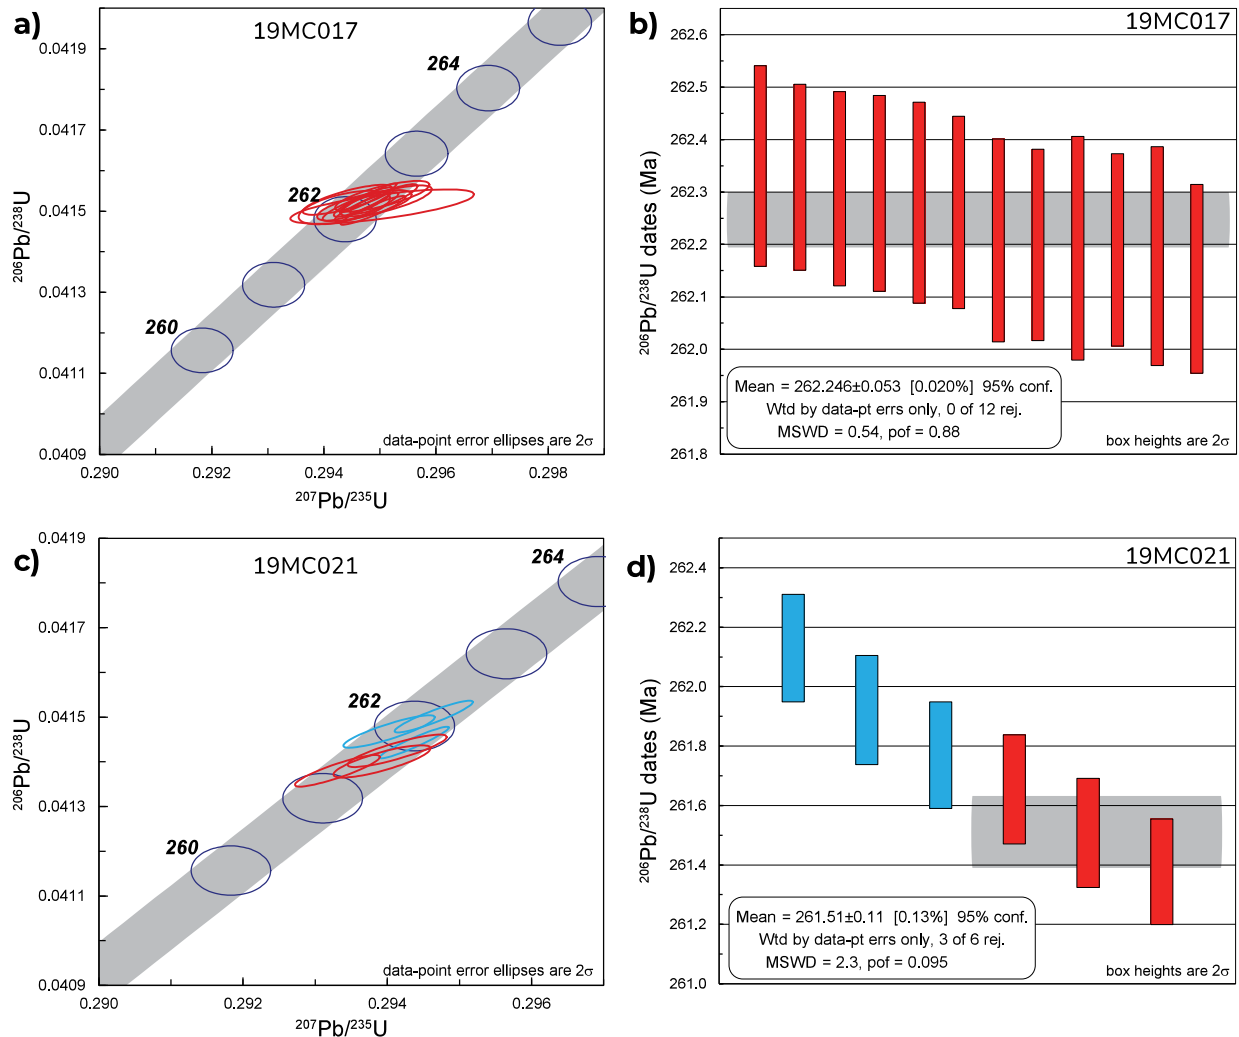 a)
19MC017
0.0419
0.0417
0.0415
0.0413
0.0411
0.0409
²⁰⁶Pb/²³⁸U
264
262
260
data-point error ellipses are 2σ
0.290
0.292
0.294
0.296
0.298
²⁰⁷Pb/²³⁵U
b)
19MC017
262.6
262.5
262.4
262.3
262.2
262.1
262.0
261.9
261.8
²⁰⁶Pb/²³⁸U dates (Ma)
Mean = 262.246±0.053 [0.020%] 95% conf.
Wtd by data-pt errs only, 0 of 12 rej.
MSWD = 0.54, pof = 0.88
box heights are 2σ
c)
19MC021
0.0419
0.0417
0.0415
0.0413
0.0411
0.0409
²⁰⁶Pb/²³⁸U
264
262
260
data-point error ellipses are 2σ
0.290
0.292
0.294
0.296
²⁰⁷Pb/²³⁵U
d)
19MC021
262.4
262.2
262.0
261.8
261.6
261.4
261.2
261.0
²⁰⁶Pb/²³⁸U dates (Ma)
Mean = 261.51±0.11 [0.13%] 95% conf.
Wtd by data-pt errs only, 3 of 6 rej.
MSWD = 2.3, pof = 0.095
box heights are 2σ